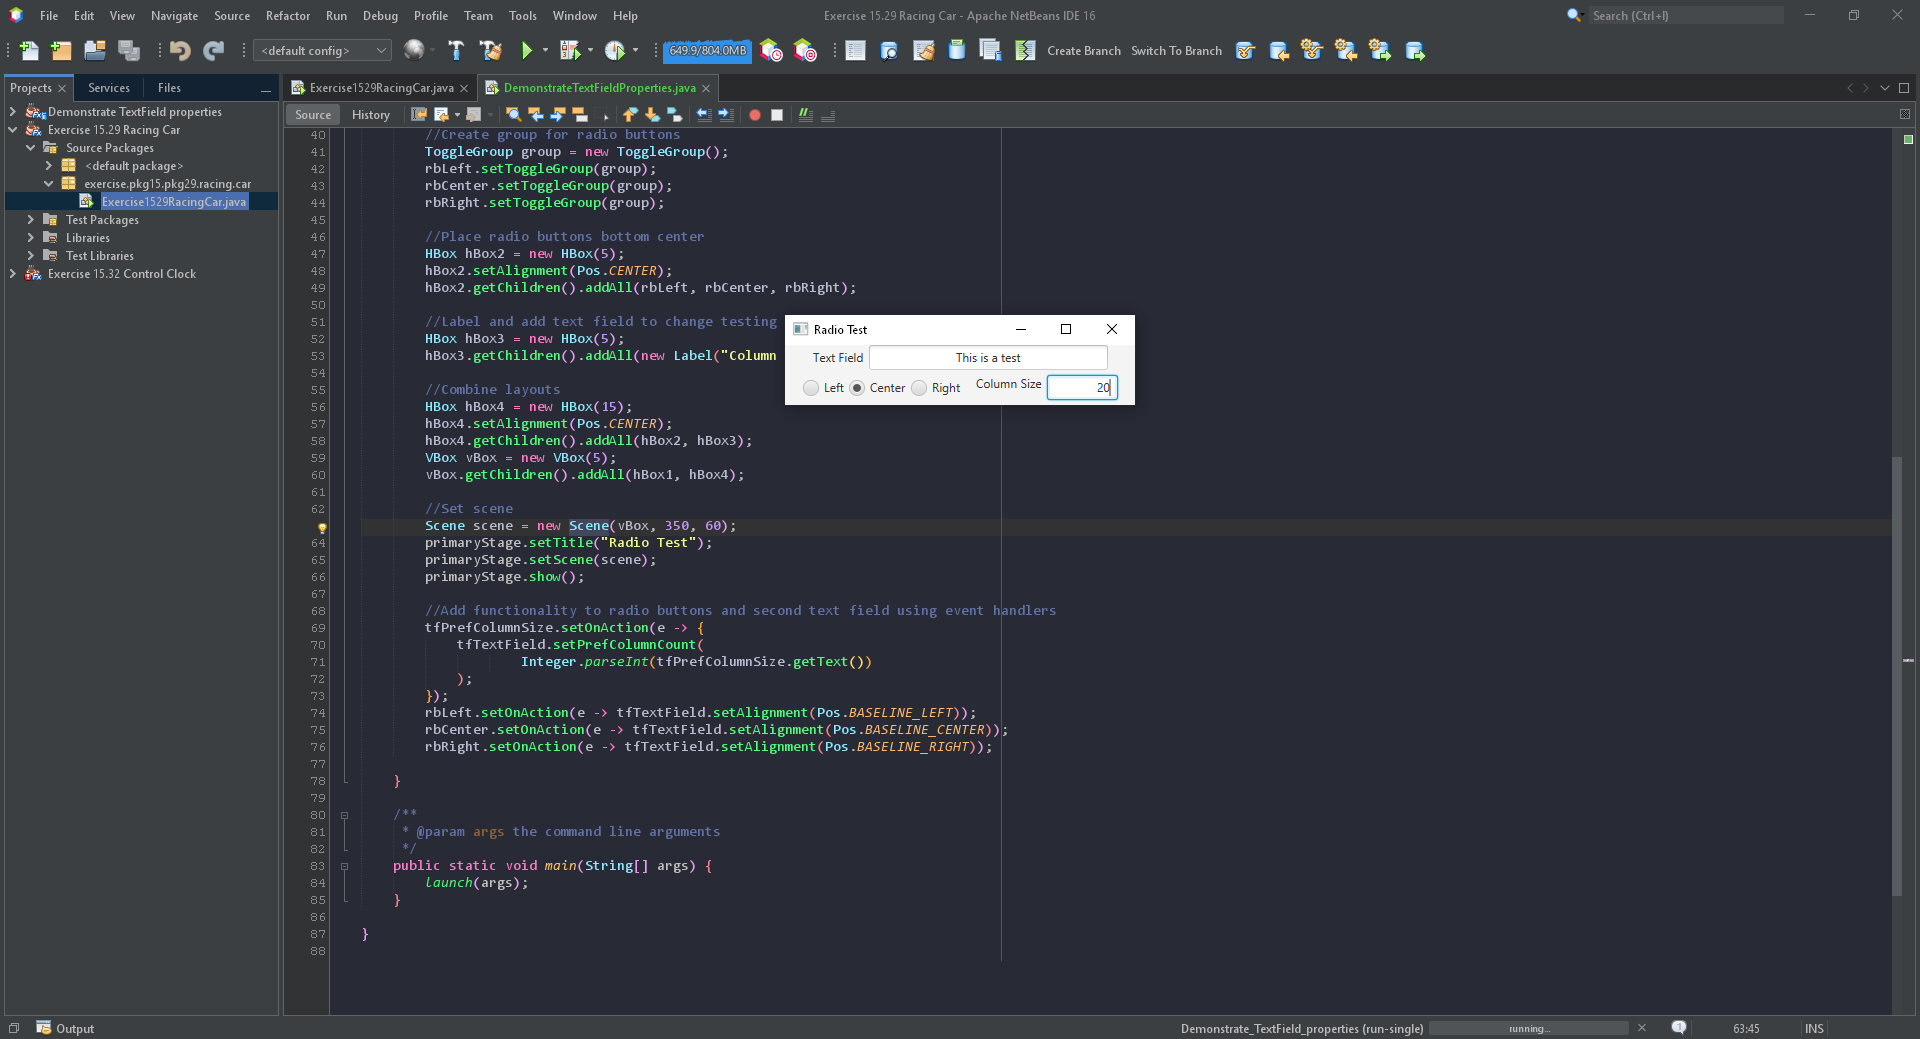 File Edit View Navigate Source Refactor Run Debug Profile Team Tools Window Help
Exercise 15.29 Racing Car - Apache NetBeans IDE 16
Search (Ctrl+I)
<default config>
649.9/804.0MB
Create Branch Switch To Branch
Projects Services Files
Exercise1529RacingCar.java DemonstrateTextFieldProperties.java
Source History
Demonstrate TextField properties
Exercise 15.29 Racing Car
Source Packages
<default package>
exercise.pkg15.pkg29.racing.car
Exercise1529RacingCar.java
Test Packages
Libraries
Test Libraries
Exercise 15.32 Control Clock
40 //Create group for radio buttons
41 ToggleGroup group = new ToggleGroup();
42 rbLeft.setToggleGroup(group);
43 rbCenter.setToggleGroup(group);
44 rbRight.setToggleGroup(group);
45
46 //Place radio buttons bottom center
47 HBox hBox2 = new HBox(5);
48 hBox2.setAlignment(Pos.CENTER);
49 hBox2.getChildren().addAll(rbLeft, rbCenter, rbRight);
50
51 //Label and add text field to change testing
52 HBox hBox3 = new HBox(5);
53 hBox3.getChildren().addAll(new Label("Column
54
55 //Combine layouts
56 HBox hBox4 = new HBox(15);
57 hBox4.setAlignment(Pos.CENTER);
58 hBox4.getChildren().addAll(hBox2, hBox3);
59 VBox vBox = new VBox(5);
60 vBox.getChildren().addAll(hBox1, hBox4);
61
62 //Set scene
Scene scene = new Scene(vBox, 350, 60);
64 primaryStage.setTitle("Radio Test");
65 primaryStage.setScene(scene);
66 primaryStage.show();
67
68 //Add functionality to radio buttons and second text field using event handlers
69 tfPrefColumnSize.setOnAction(e -> {
70 tfTextField.setPrefColumnCount(
71 Integer.parseInt(tfPrefColumnSize.getText())
72 );
73 });
74 rbLeft.setOnAction(e -> tfTextField.setAlignment(Pos.BASELINE_LEFT));
75 rbCenter.setOnAction(e -> tfTextField.setAlignment(Pos.BASELINE_CENTER));
76 rbRight.setOnAction(e -> tfTextField.setAlignment(Pos.BASELINE_RIGHT));
77
78 }
79
80 /**
81 * @param args the command line arguments
82 */
83 public static void main(String[] args) {
84 launch(args);
85 }
86
87 }
88
Radio Test
Text Field This is a test
Left Center Right Column Size 20
Output
Demonstrate_TextField_properties (run-single) running... 1 63:45 INS